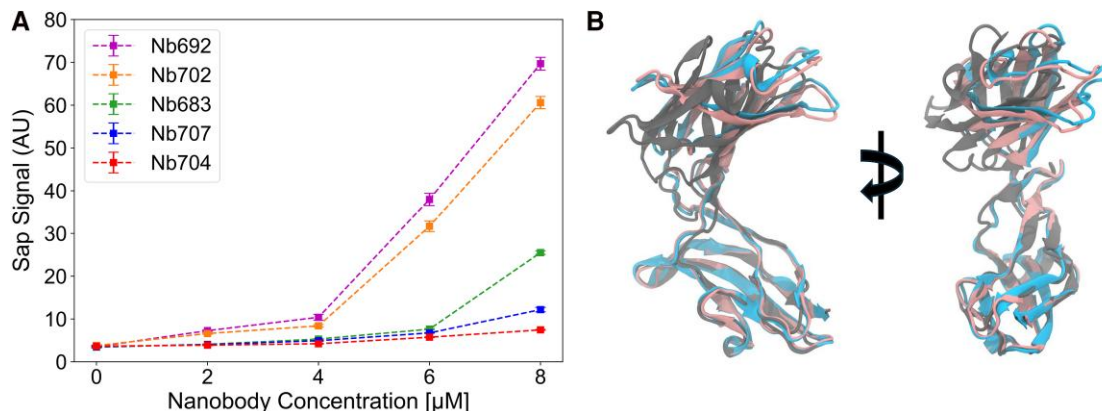 A
B
Sap Signal (AU)
80
70
60
50
40
30
20
10
0
Nb692
Nb702
Nb683
Nb707
Nb704
0 2 4 6 8
Nanobody Concentration [μM]